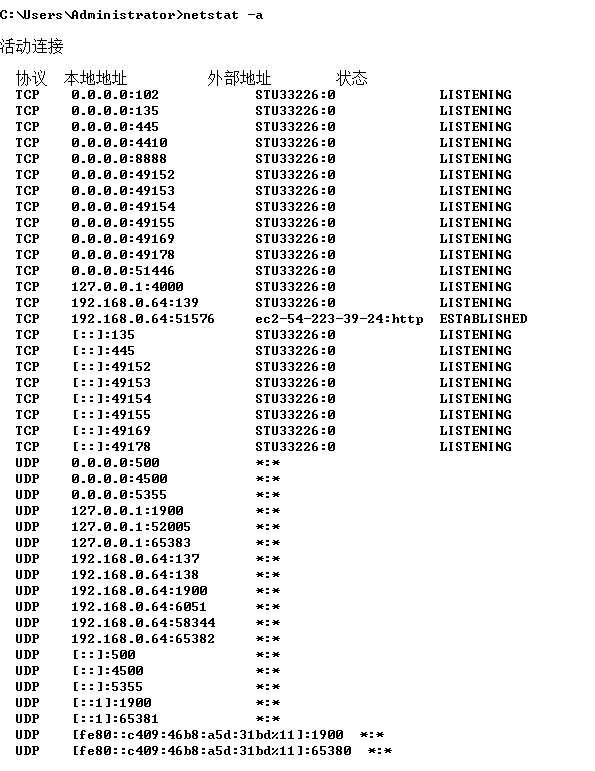 C:\Users\Administrator>netstat -a
活动连接
协议 本地地址 外部地址 状态
TCP 0.0.0.0:102 STU33226:0 LISTENING
TCP 0.0.0.0:135 STU33226:0 LISTENING
TCP 0.0.0.0:445 STU33226:0 LISTENING
TCP 0.0.0.0:4410 STU33226:0 LISTENING
TCP 0.0.0.0:8888 STU33226:0 LISTENING
TCP 0.0.0.0:49152 STU33226:0 LISTENING
TCP 0.0.0.0:49153 STU33226:0 LISTENING
TCP 0.0.0.0:49154 STU33226:0 LISTENING
TCP 0.0.0.0:49155 STU33226:0 LISTENING
TCP 0.0.0.0:49169 STU33226:0 LISTENING
TCP 0.0.0.0:49178 STU33226:0 LISTENING
TCP 0.0.0.0:51446 STU33226:0 LISTENING
TCP 127.0.0.1:4000 STU33226:0 LISTENING
TCP 192.168.0.64:139 STU33226:0 LISTENING
TCP 192.168.0.64:51576 ec2-54-223-39-24:http ESTABLISHED
TCP [::]:135 STU33226:0 LISTENING
TCP [::]:445 STU33226:0 LISTENING
TCP [::]:49152 STU33226:0 LISTENING
TCP [::]:49153 STU33226:0 LISTENING
TCP [::]:49154 STU33226:0 LISTENING
TCP [::]:49155 STU33226:0 LISTENING
TCP [::]:49169 STU33226:0 LISTENING
TCP [::]:49178 STU33226:0 LISTENING
UDP 0.0.0.0:500 *:*
UDP 0.0.0.0:4500 *:*
UDP 0.0.0.0:5355 *:*
UDP 127.0.0.1:1900 *:*
UDP 127.0.0.1:52005 *:*
UDP 127.0.0.1:65383 *:*
UDP 192.168.0.64:137 *:*
UDP 192.168.0.64:138 *:*
UDP 192.168.0.64:1900 *:*
UDP 192.168.0.64:6051 *:*
UDP 192.168.0.64:58344 *:*
UDP 192.168.0.64:65382 *:*
UDP [::]:500 *:*
UDP [::]:4500 *:*
UDP [::]:5355 *:*
UDP [::1]:1900 *:*
UDP [::1]:65381 *:*
UDP [fe80::c409:46b8:a5d:31bd%11]:1900 *:*
UDP [fe80::c409:46b8:a5d:31bd%11]:65380 *:*